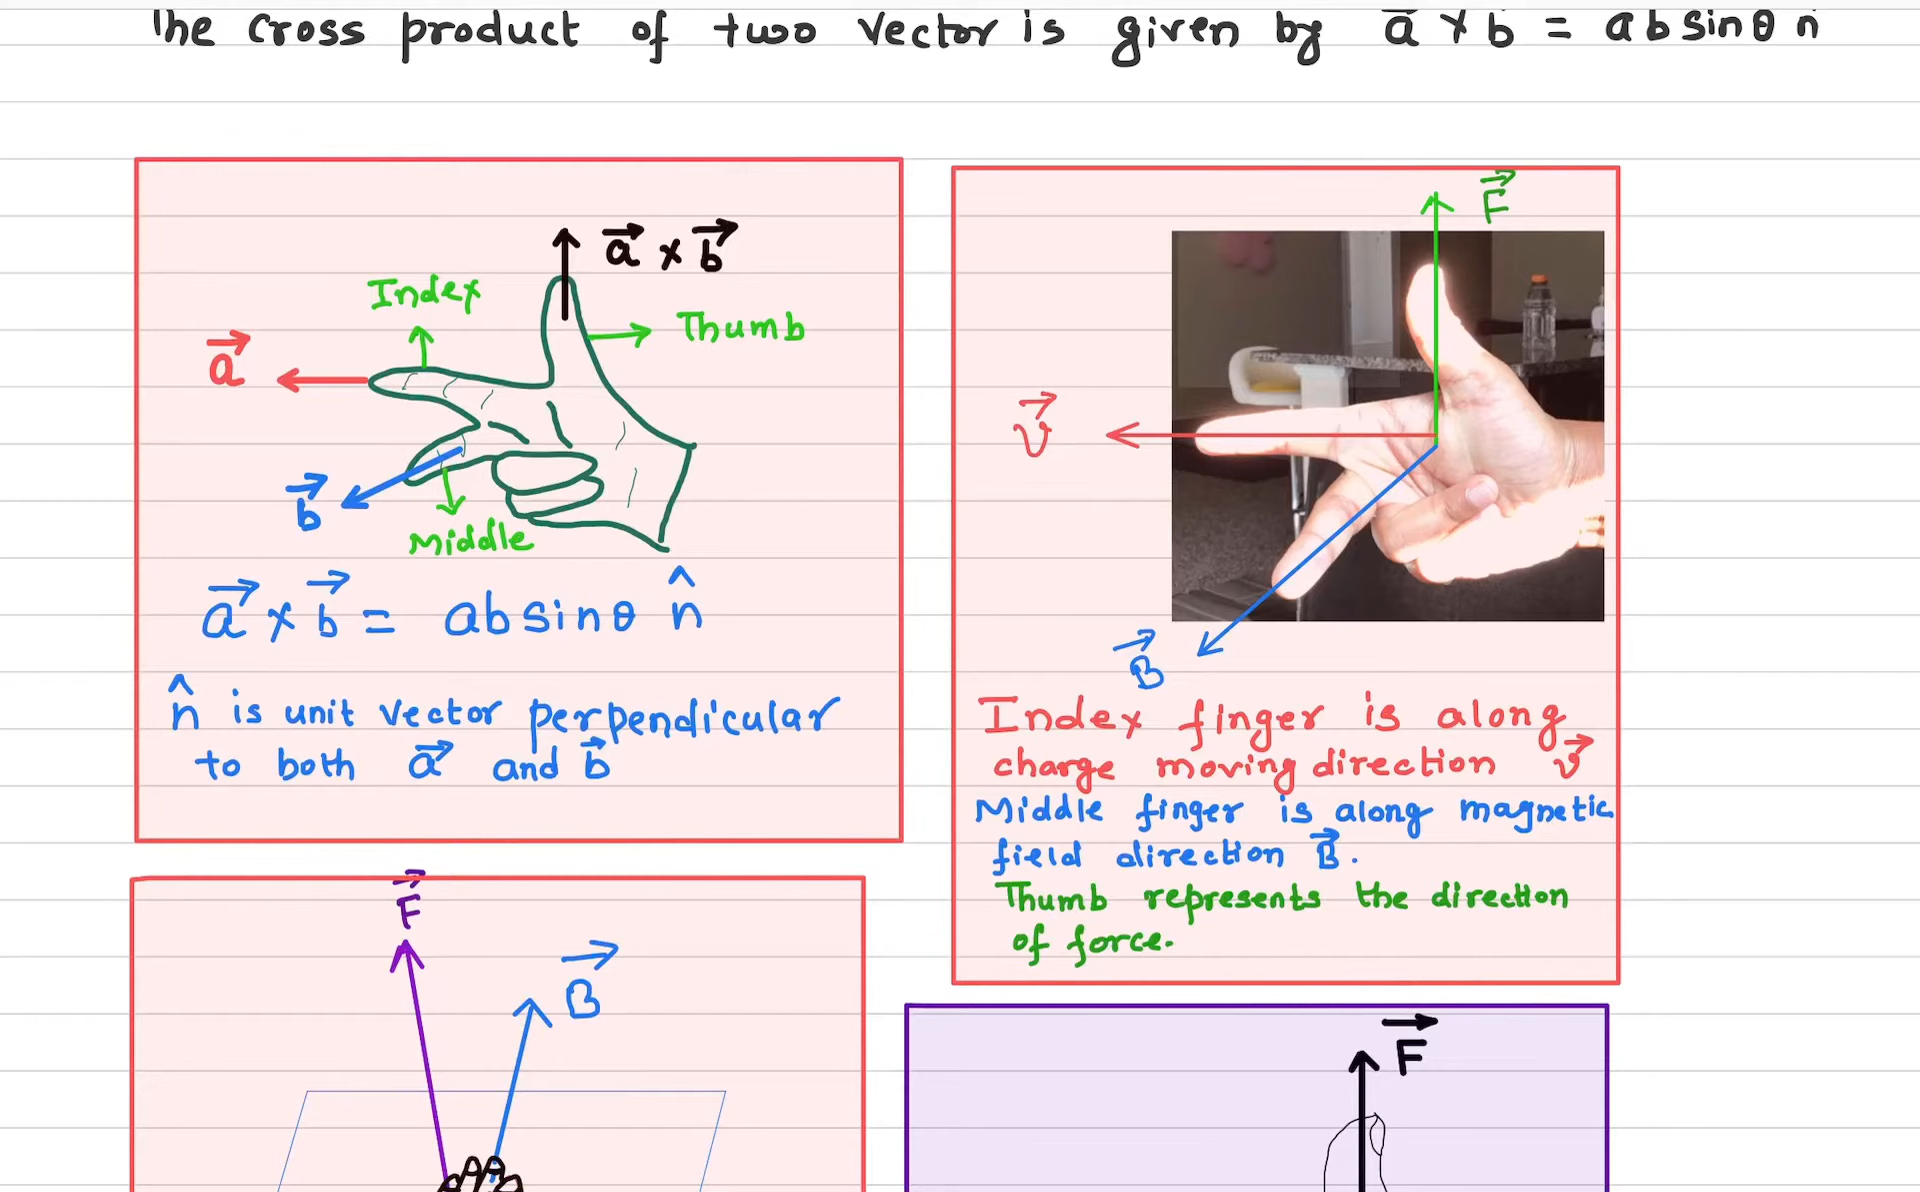 The cross product of two vector is given by a⃗ × b⃗ = ab sinθ n̂
a⃗ × b⃗
Index
Thumb
a⃗
b⃗
Middle
a⃗ × b⃗ = ab sinθ n̂
n̂ is unit vector perpendicular
to both a⃗ and b⃗
F⃗
v⃗
B⃗
Index finger is along
charge moving direction v⃗
Middle finger is along magnetic
field direction B⃗.
Thumb represents the direction
of force.
F⃗
B⃗
F⃗